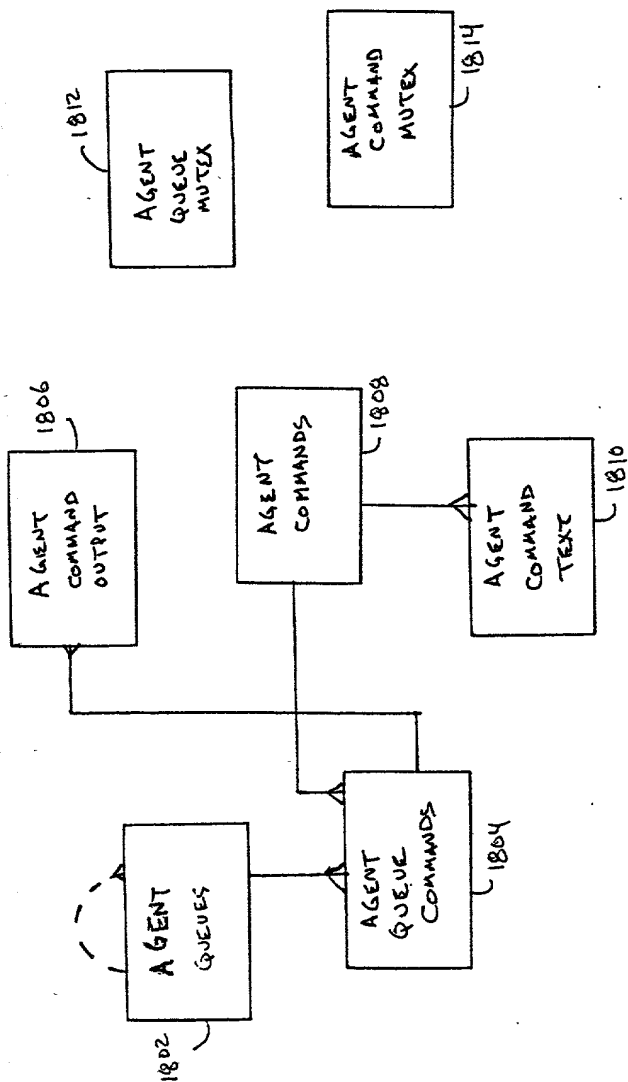 AGENT
QUEUES
1802
AGENT
QUEUE
COMMANDS
1804
AGENT
COMMAND
OUTPUT
1806
AGENT
COMMANDS
1808
AGENT
COMMAND
TEXT
1810
AGENT
QUEUE
MUTEX
1812
AGENT
COMMAND
MUTEX
1814